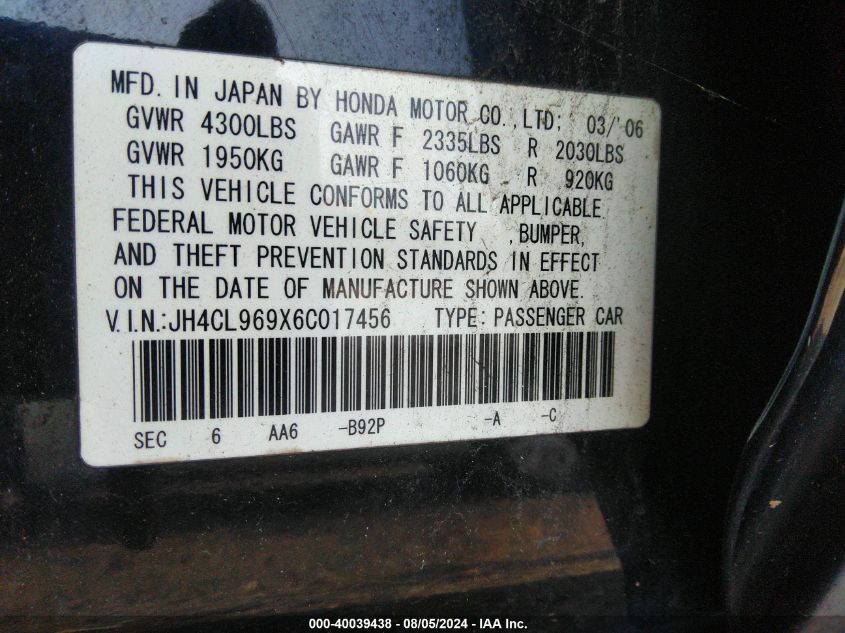 MFD. IN JAPAN BY HONDA MOTOR CO.,LTD; 03/'06
GVWR 4300LBS GAWR F 2335LBS R 2030LBS
GVWR 1950KG GAWR F 1060KG R 920KG
THIS VEHICLE CONFORMS TO ALL APPLICABLE
FEDERAL MOTOR VEHICLE SAFETY ,BUMPER,
AND THEFT PREVENTION STANDARDS IN EFFECT
ON THE DATE OF MANUFACTURE SHOWN ABOVE.
V.I.N.:JH4CL969X6C017456 TYPE: PASSENGER CAR
SEC 6 AA6 -B92P -A -C
000-40039438 - 08/05/2024 - IAA Inc.